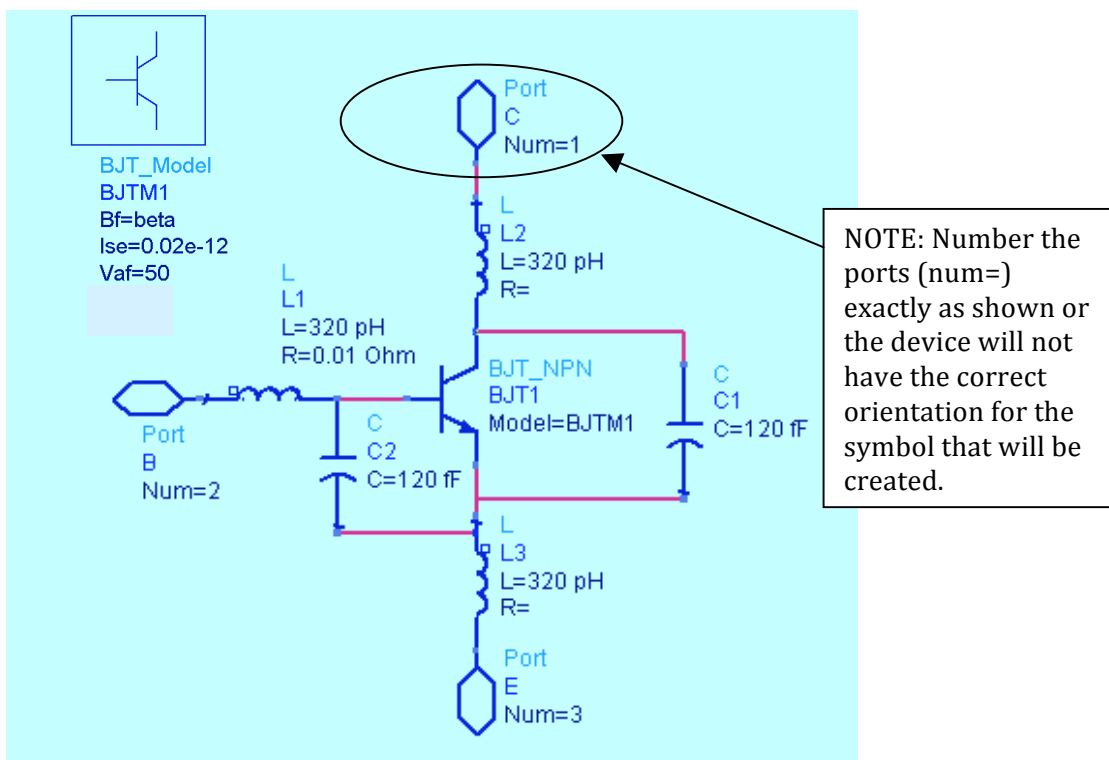 BJT_Model
BJTM1
Bf=beta
Ise=0.02e-12
Vaf=50
Port
C
Num=1
L
L2
L=320 pH
R=
L
L1
L=320 pH
R=0.01 Ohm
BJT_NPN
BJT1
Model=BJTM1
C
C1
C=120 fF
Port
B
Num=2
C
C2
C=120 fF
L
L3
L=320 pH
R=
Port
E
Num=3
NOTE: Number the
ports (num=)
exactly as shown or
the device will not
have the correct
orientation for the
symbol that will be
created.